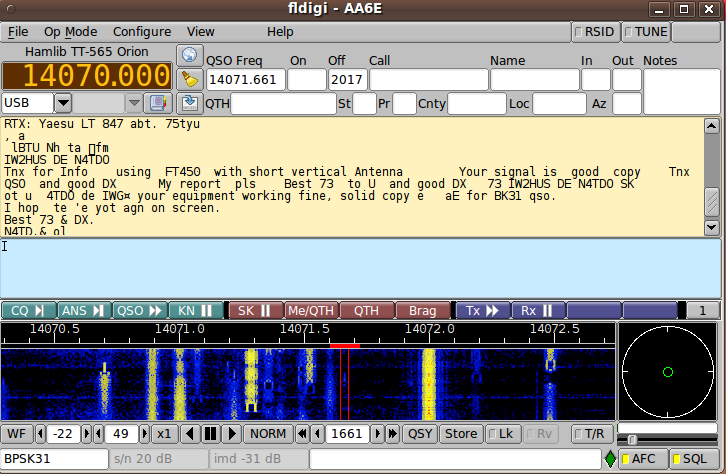 fldigi - AA6E
File Op Mode Configure View Help RSID TUNE
Hamlib TT-565 Orion
QSO Freq On Off Call Name In Out Notes
14070.000 14071.661 2017
USB QTH St Pr Cnty Loc Az
RTX: Yaesu LT 847 abt. 75tyu
, a
lBTU Nh ta fm
IW2HUS DE N4TDO
Tnx for Info using FT450 with short vertical Antenna Your signal is good copy Tnx
QSO and good DX My report pls Best 73 to U and good DX 73 IW2HUS DE N4TDO SK
ot u 4TDO de IWG¤ your equipment working fine, solid copy e aE for BK31 qso.
I hop te 'e yot agn on screen.
Best 73 & DX.
N4TD,& ol
CQ ANS QSO KN SK Me/QTH QTH Brag Tx Rx 1
14070.5 14071.0 14071.5 14072.0 14072.5
WF -22 49 x1 NORM 1661 QSY Store Lk Rv T/R
BPSK31 s/n 20 dB imd -31 dB AFC SQL